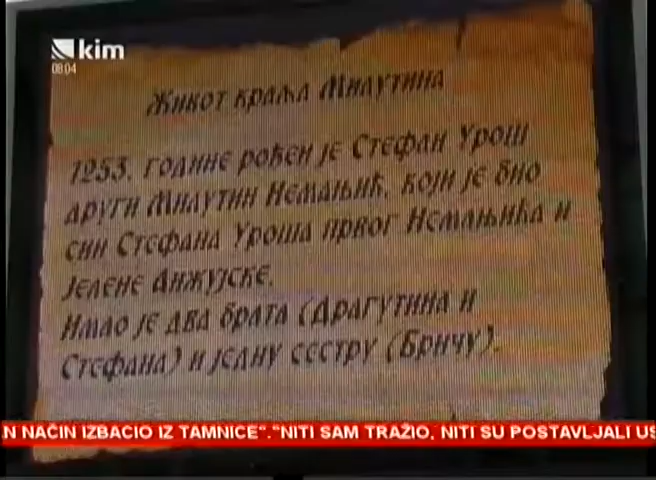 kim
08:04
Живот краља Милутина
1253. године рођен је Стефан Урош
други Милутин Немањић, који је био
син Стефана Уроша првог Немањића и
Јелене Анжујске.
Имао је два брата (Драгутина и
Стефана) и једну сестру (Брничу).
N NAČIN IZBACIO IZ TAMNICE“.“NITI SAM TRAŽIO, NITI SU POSTAVLJALI US